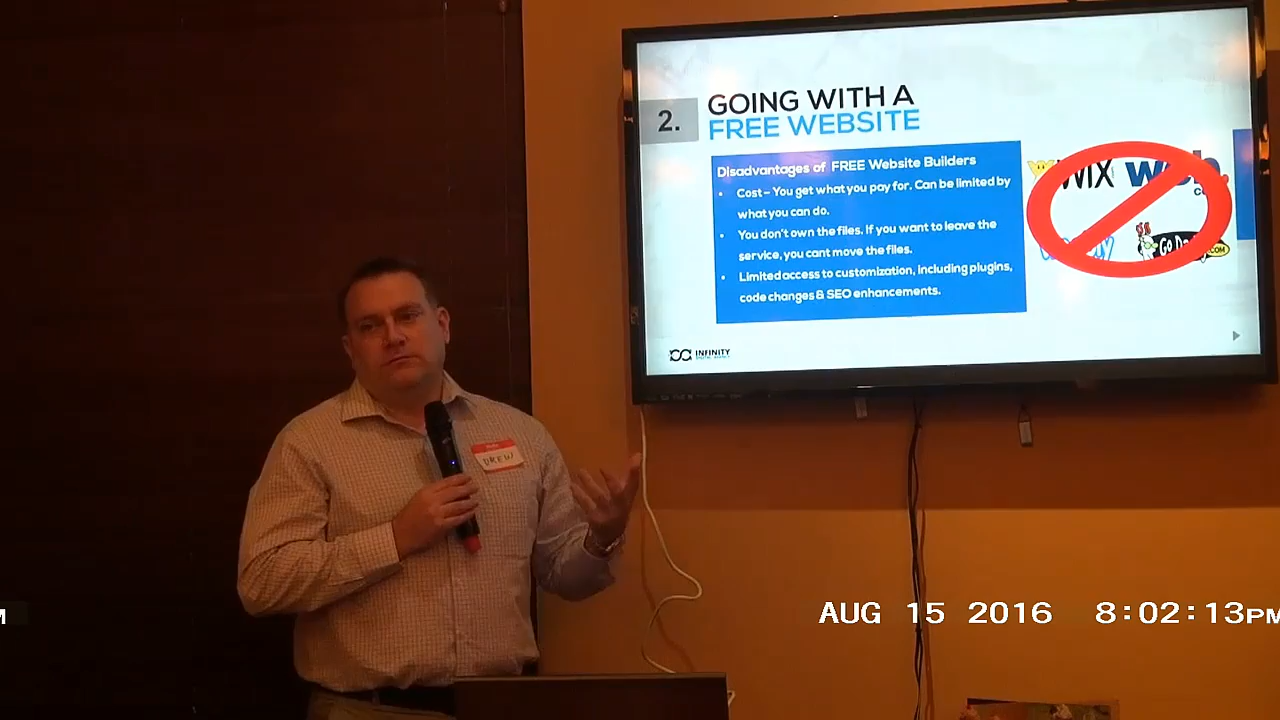 2.
GOING WITH A
FREE WEBSITE
Disadvantages of FREE Website Builders
• Cost – You get what you pay for. Can be limited by
what you can do.
• You don't own the files. If you want to leave the
service, you cant move the files.
• Limited access to customization, including plugins,
code changes & SEO enhancements.
WIX
Go Daddy
.COM
INFINITY
DREW
M
AUG 15 2016 8:02:13PM